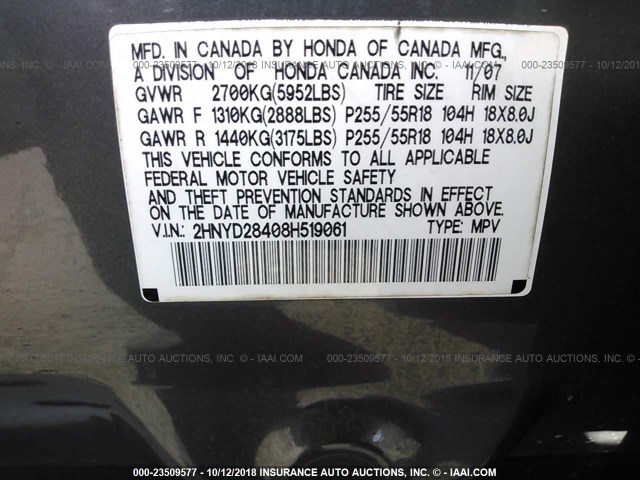 MFD. IN CANADA BY HONDA OF CANADA MFG.,
A DIVISION OF HONDA CANADA INC. 11/07
GVWR 2700KG(5952LBS) TIRE SIZE RIM SIZE
GAWR F 1310KG(2888LBS) P255/55R18 104H 18X8.0J
GAWR R 1440KG(3175LBS) P255/55R18 104H 18X8.0J
THIS VEHICLE CONFORMS TO ALL APPLICABLE
FEDERAL MOTOR VEHICLE SAFETY
AND THEFT PREVENTION STANDARDS IN EFFECT
ON THE DATE OF MANUFACTURE SHOWN ABOVE.
V.I.N.: 2HNYD28408H519061 TYPE: MPV
000-23509577 - 10/12/2018 INSURANCE AUTO AUCTIONS, INC. © - IAAI.COM